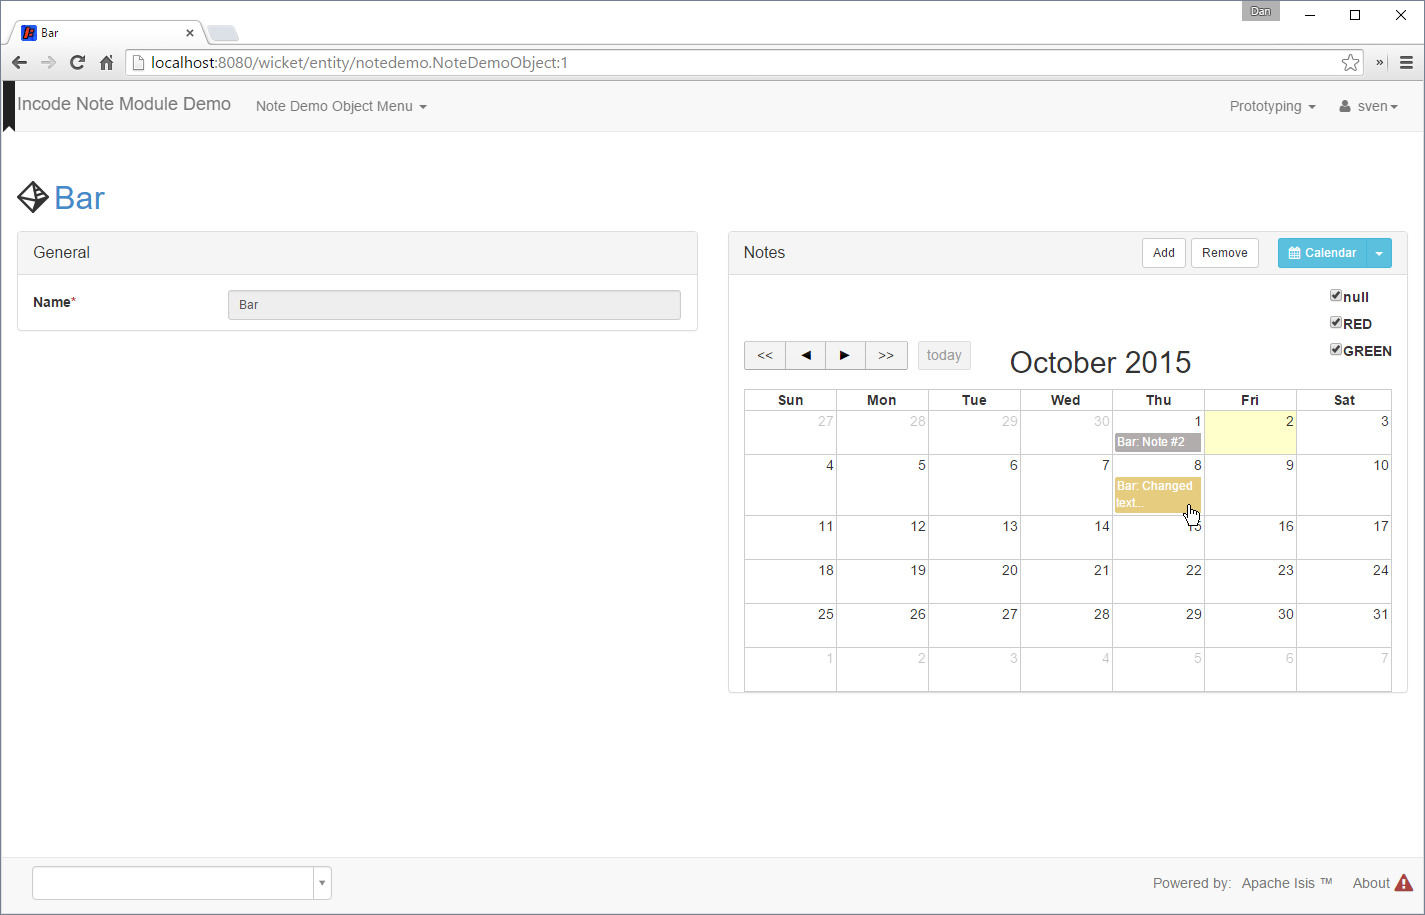 Dan
Bar
localhost:8080/wicket/entity/notedemo.NoteDemoObject:1
»
Incode Note Module Demo Note Demo Object Menu Prototyping sven
Bar
General
Name* Bar
Notes Add Remove Calendar
null
RED
GREEN
<< >> today October 2015
Sun Mon Tue Wed Thu Fri Sat
27 28 29 30 1 2 3
Bar: Note #2
4 5 6 7 8 9 10
Bar: Changed
text...
11 12 13 14 15 16 17
18 19 20 21 22 23 24
25 26 27 28 29 30 31
1 2 3 4 5 6 7
Powered by: Apache Isis ™ About